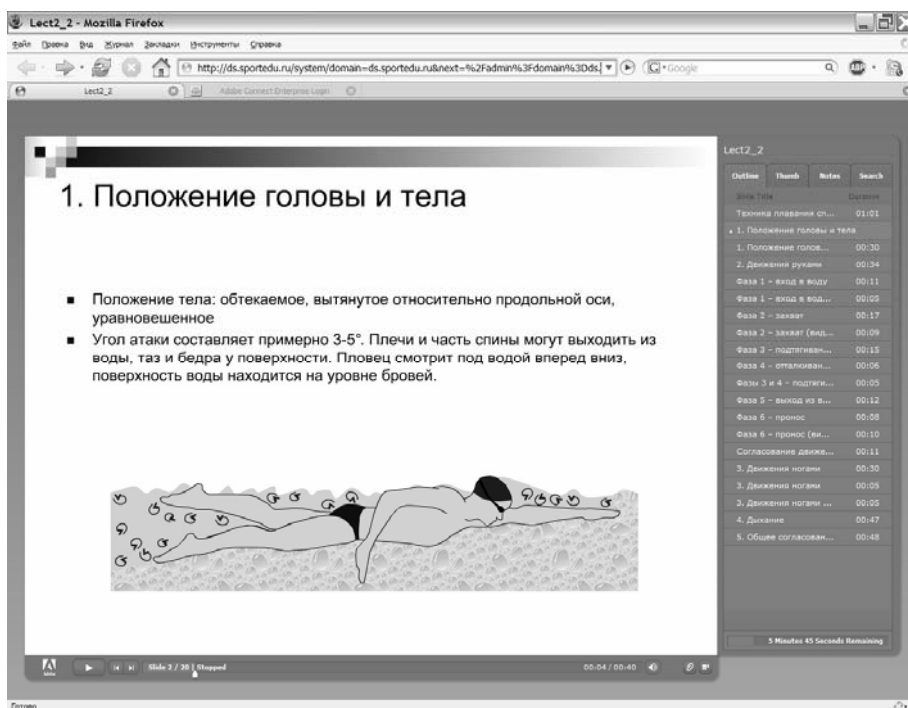 Lect2_2 - Mozilla Firefox
Файл Правка Вид Журнал Закладки Инструменты Справка
http://ds.sportedu.ru/system/domain=ds.sportedu.ru&next=%2Fadmin%3Fdomain%3Dds. Google
Lect2_2 Adobe Connect Enterprise Login
1. Положение головы и тела
■ Положение тела: обтекаемое, вытянутое относительно продольной оси,
уравновешенное
■ Угол атаки составляет примерно 3-5°. Плечи и часть спины могут выходить из
воды, таз и бедра у поверхности. Пловец смотрит под водой вперед вниз,
поверхность воды находится на уровне бровей.
Lect2_2
Outline Thumb Notes Search
Slide Title Duration
Техника плавания сп... 01:01
1. Положение головы и тела
1. Положение голов... 00:30
2. Движения руками 00:34
Фаза 1 – вход в воду 00:11
Фаза 1 – вход в вод... 00:05
Фаза 2 – захват 00:17
Фаза 2 – захват (вид... 00:09
Фаза 3 – подтягиван... 00:15
Фаза 4 – отталкиван... 00:06
Фазы 3 и 4 – подтяги... 00:05
Фаза 5 – выход из в... 00:12
Фаза 6 – пронос 00:08
Фаза 6 – пронос (ви... 00:10
Согласование движе... 00:11
3. Движения ногами 00:30
3. Движения ногами 00:05
3. Движения ногами ... 00:05
4. Дыхание 00:47
5. Общее согласован... 00:48
5 Minutes 45 Seconds Remaining
Adobe Slide 2 / 20 | Stopped 00:04 / 00:40
Готово